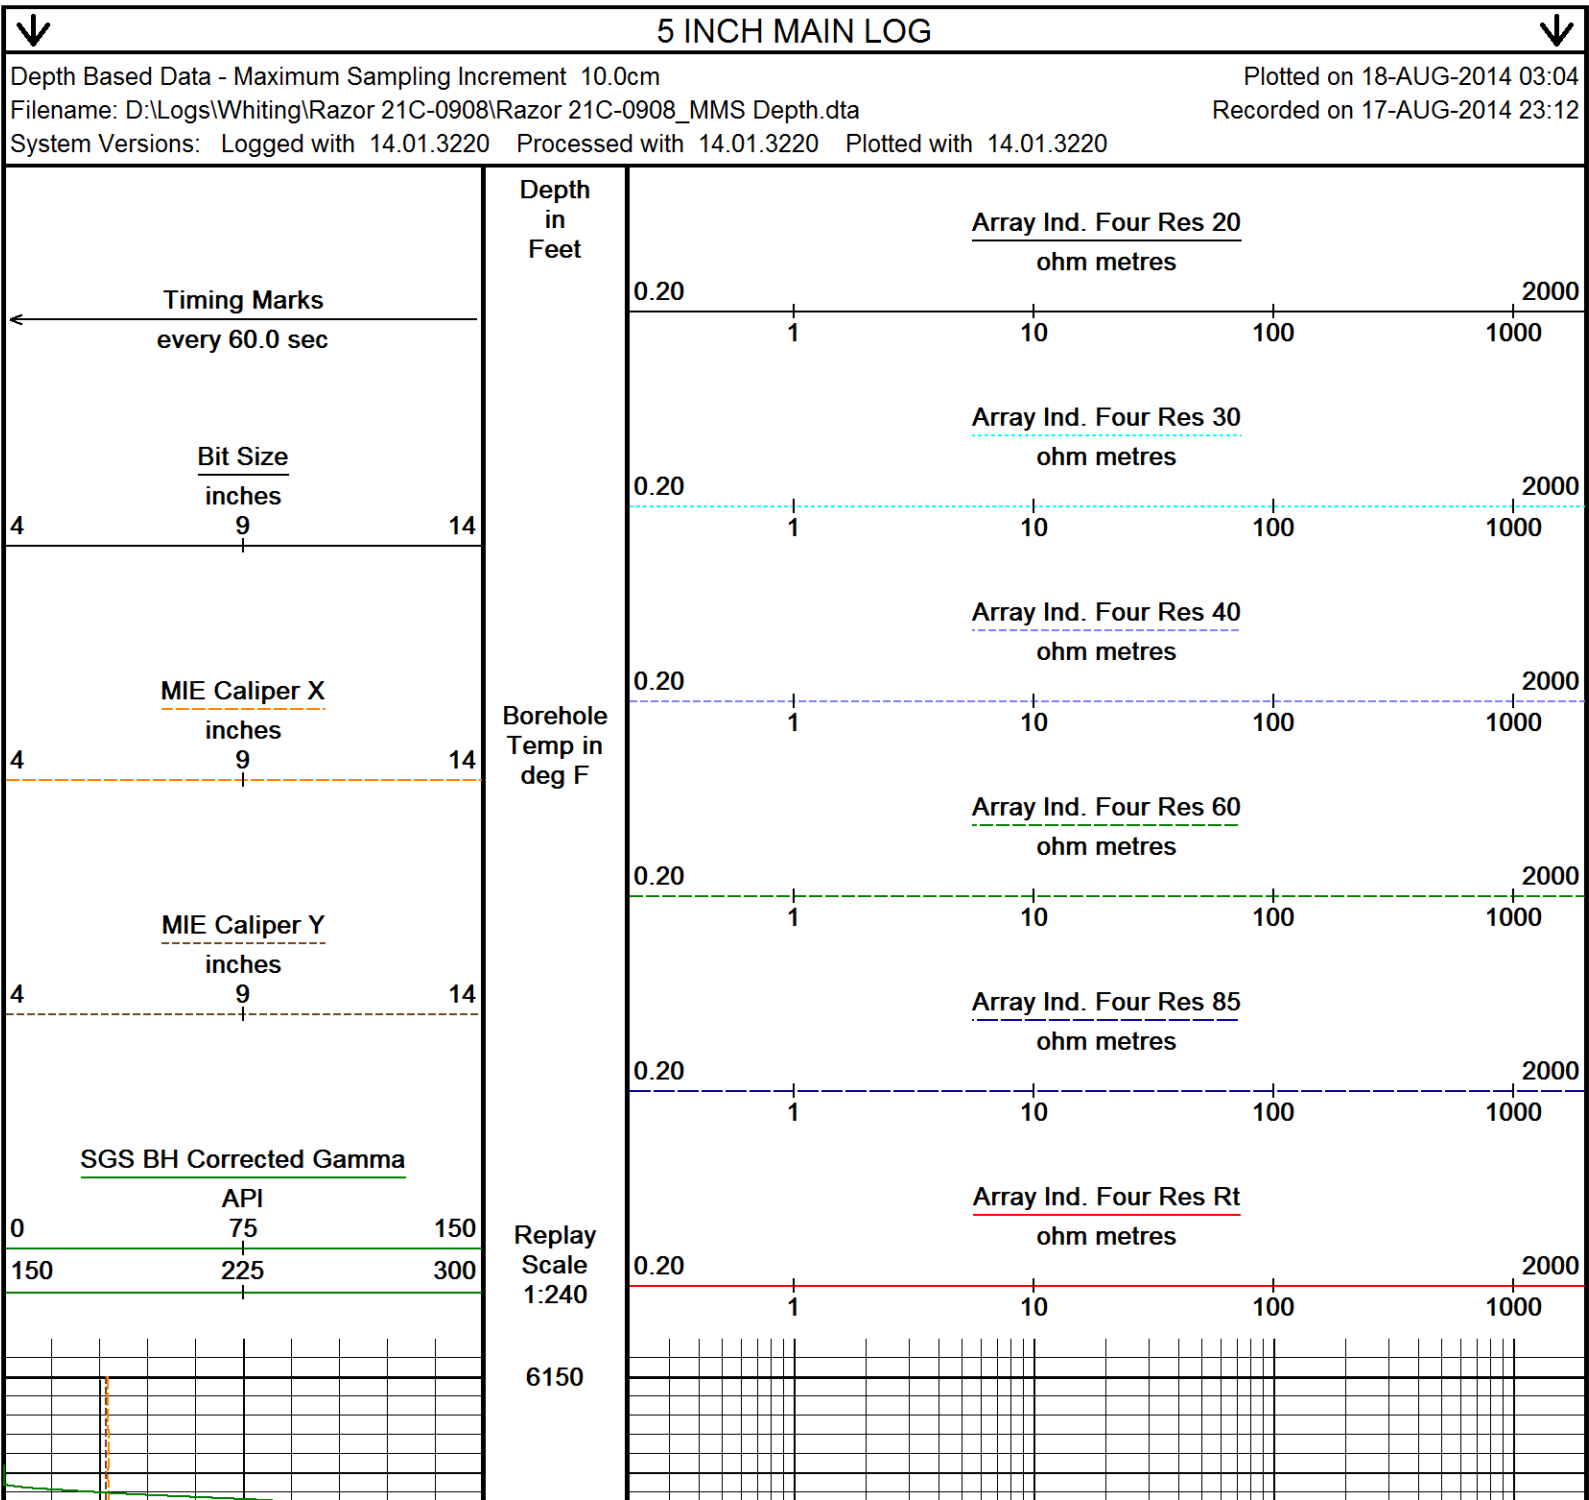 5 INCH MAIN LOG
Depth Based Data - Maximum Sampling Increment 10.0cm
Plotted on 18-AUG-2014 03:04
Filename: D:\Logs\Whiting\Razor 21C-0908\Razor 21C-0908_MMS Depth.dta
Recorded on 17-AUG-2014 23:12
System Versions: Logged with 14.01.3220 Processed with 14.01.3220 Plotted with 14.01.3220
Timing Marks
every 60.0 sec
Bit Size
inches
4 9 14
MIE Caliper X
inches
4 9 14
MIE Caliper Y
inches
4 9 14
SGS BH Corrected Gamma
API
0 75 150
150 225 300
Depth
in
Feet
Borehole
Temp in
deg F
Replay
Scale
1:240
6150
Array Ind. Four Res 20
ohm metres
0.20 2000
1 10 100 1000
Array Ind. Four Res 30
ohm metres
0.20 2000
1 10 100 1000
Array Ind. Four Res 40
ohm metres
0.20 2000
1 10 100 1000
Array Ind. Four Res 60
ohm metres
0.20 2000
1 10 100 1000
Array Ind. Four Res 85
ohm metres
0.20 2000
1 10 100 1000
Array Ind. Four Res Rt
ohm metres
0.20 2000
1 10 100 1000